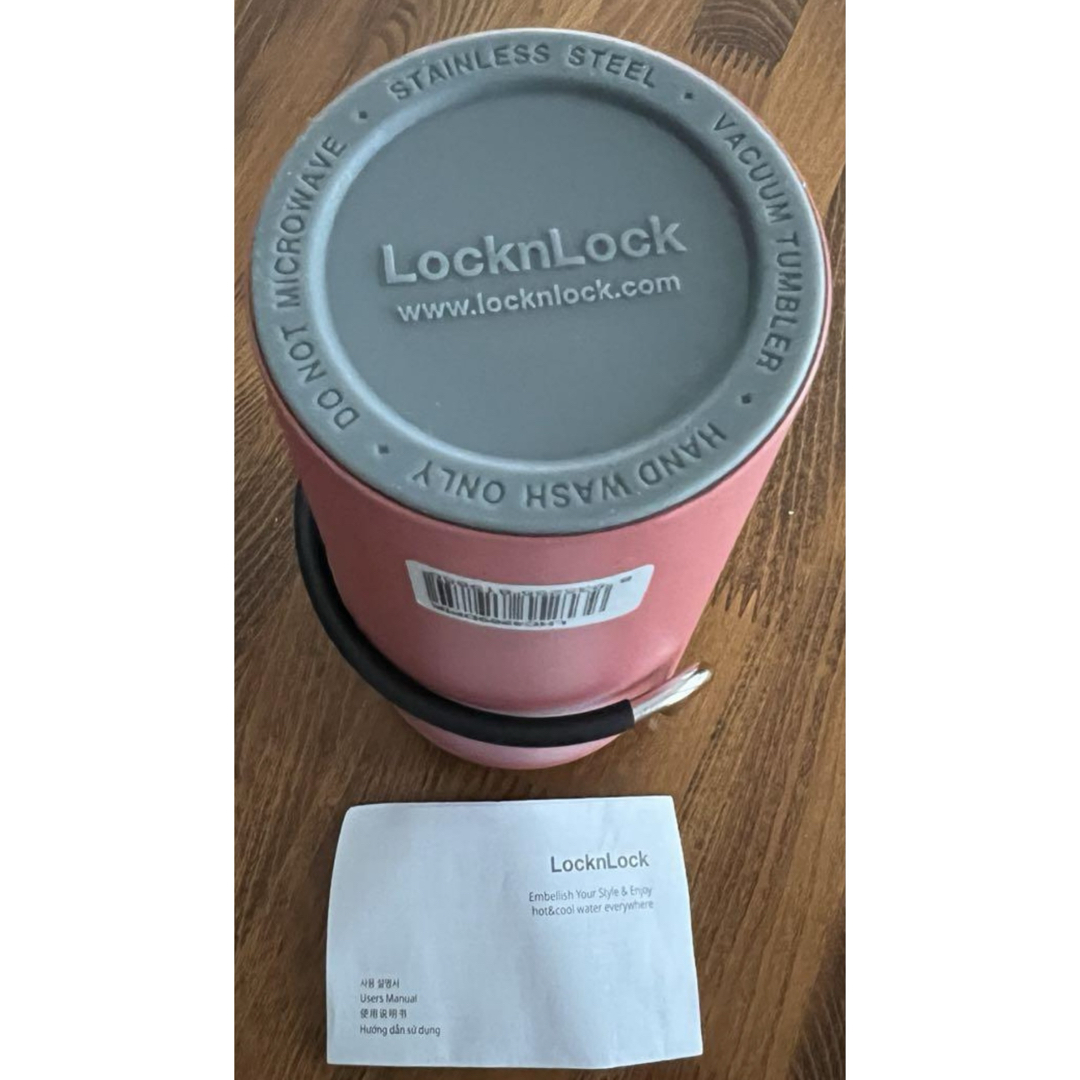 STAINLESS STEEL • VACUUM TUMBLER • HAND WASH ONLY • DO NOT MICROWAVE •
LocknLock
www.locknlock.com
LocknLock
Embellish Your Style & Enjoy
hot&cool water everywhere
사용 설명서
Users Manual
使用说明书
Hướng dẫn sử dụng